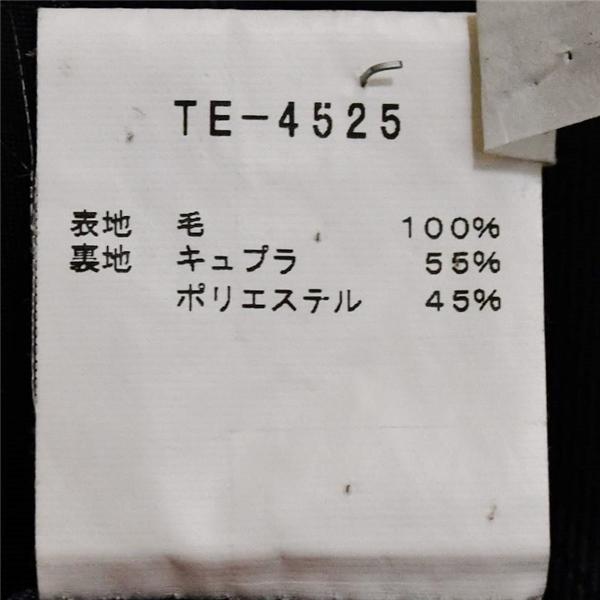 TE-4525
表地 毛 100%
裏地 キュプラ 55%
ポリエステル 45%